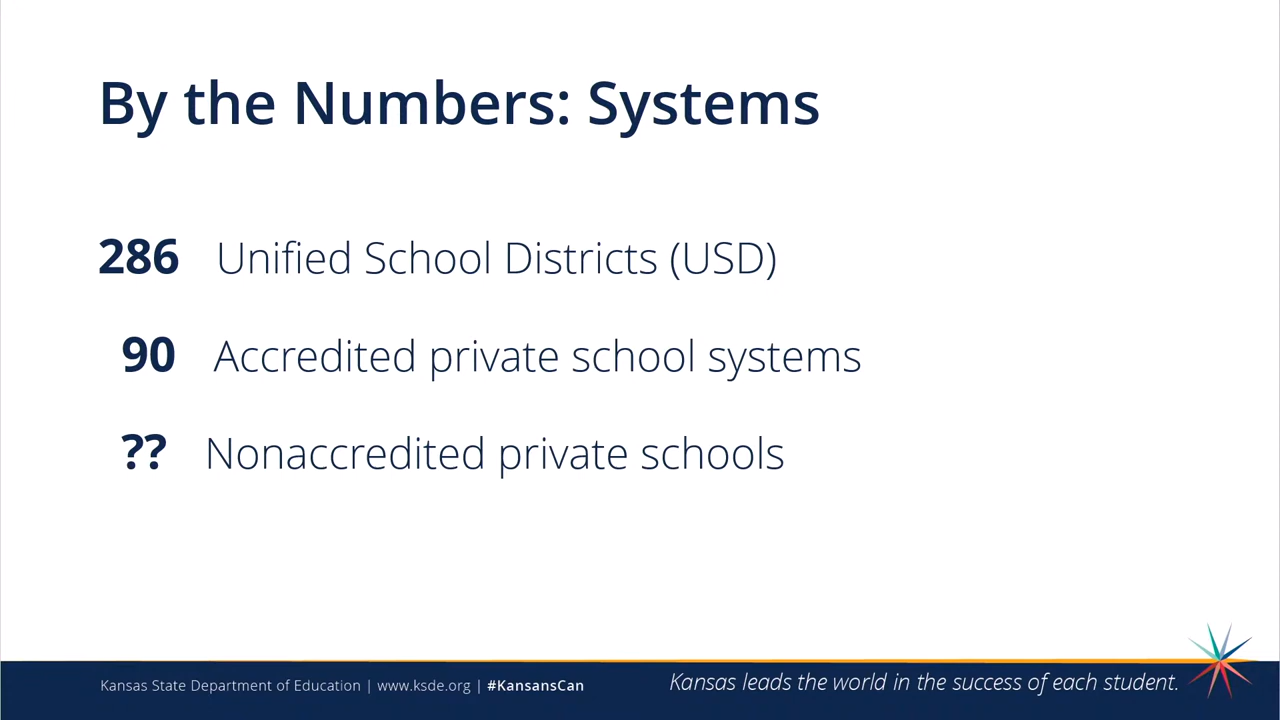 By the Numbers: Systems
286 Unified School Districts (USD)
90 Accredited private school systems
?? Nonaccredited private schools
Kansas State Department of Education | www.ksde.org | #KansansCan
Kansas leads the world in the success of each student.